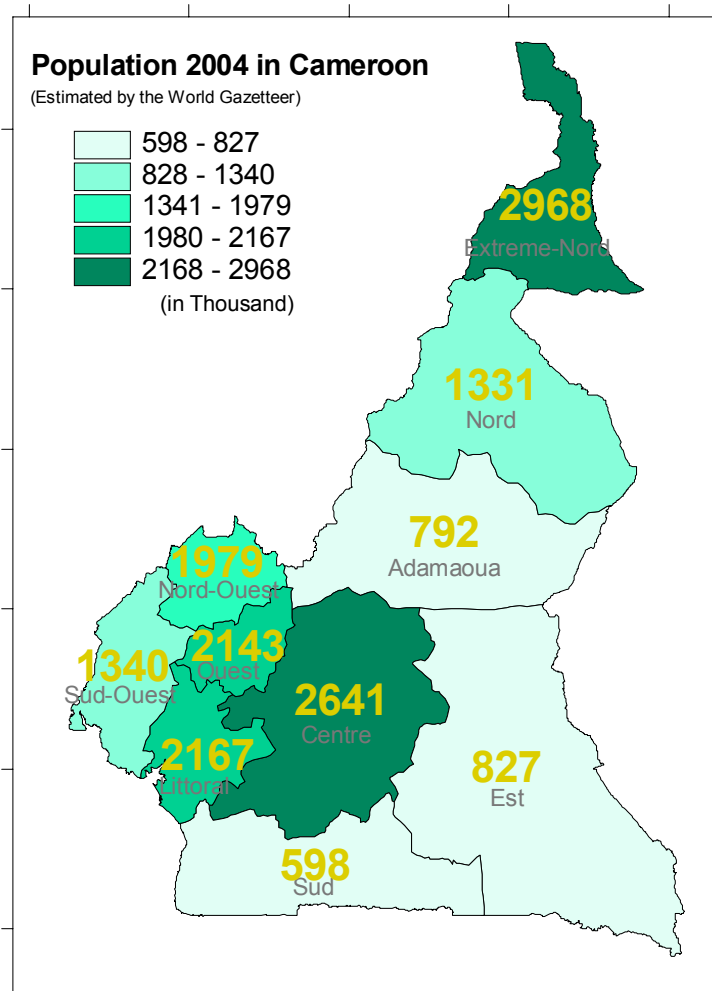 Population 2004 in Cameroon
(Estimated by the World Gazetteer)
598 - 827
828 - 1340
1341 - 1979
1980 - 2167
2168 - 2968
(in Thousand)
2968
Extreme-Nord
1331
Nord
792
Adamaoua
1979
Nord-Ouest
2143
Ouest
1340
Sud-Ouest
2641
Centre
2167
Littoral
827
Est
598
Sud